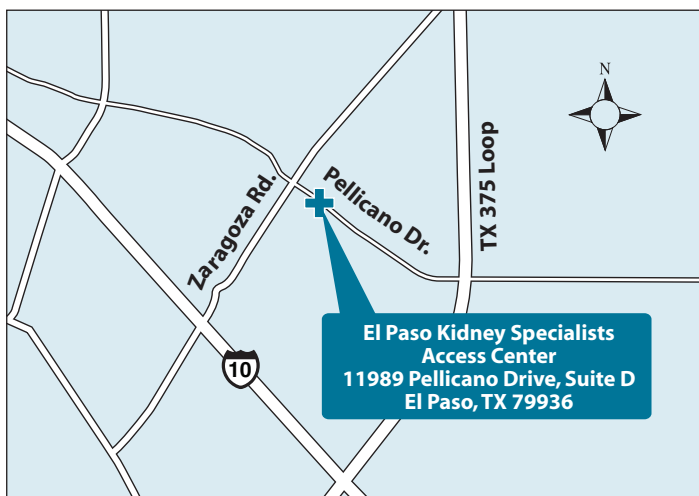 N
Zaragoza Rd.
Pellicano Dr.
TX 375 Loop
10
El Paso Kidney Specialists
Access Center
11989 Pellicano Drive, Suite D
El Paso, TX 79936